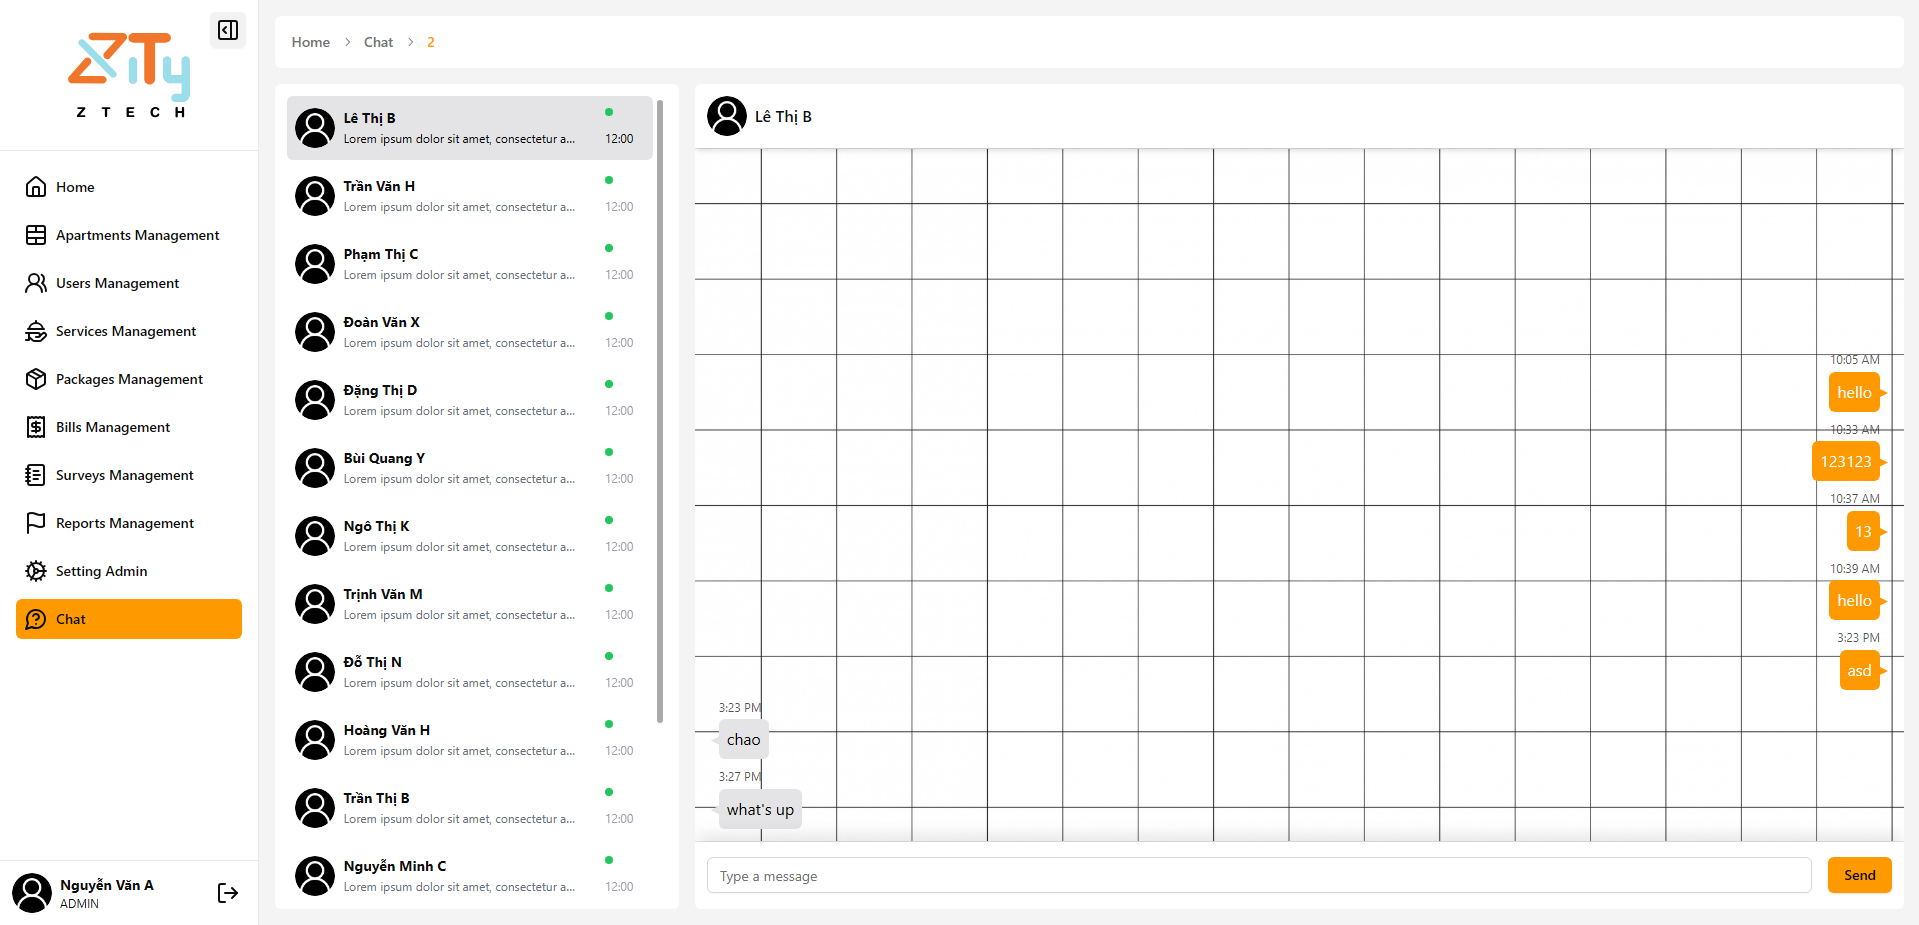 ZiTy
ZTECH
Home
Apartments Management
Users Management
Services Management
Packages Management
Bills Management
Surveys Management
Reports Management
Setting Admin
Chat
Nguyễn Văn A
ADMIN
Home > Chat > 2
Lê Thị B
Lorem ipsum dolor sit amet, consectetur a... 12:00
Trần Văn H
Lorem ipsum dolor sit amet, consectetur a... 12:00
Phạm Thị C
Lorem ipsum dolor sit amet, consectetur a... 12:00
Đoàn Văn X
Lorem ipsum dolor sit amet, consectetur a... 12:00
Đặng Thị D
Lorem ipsum dolor sit amet, consectetur a... 12:00
Bùi Quang Y
Lorem ipsum dolor sit amet, consectetur a... 12:00
Ngô Thị K
Lorem ipsum dolor sit amet, consectetur a... 12:00
Trịnh Văn M
Lorem ipsum dolor sit amet, consectetur a... 12:00
Đỗ Thị N
Lorem ipsum dolor sit amet, consectetur a... 12:00
Hoàng Văn H
Lorem ipsum dolor sit amet, consectetur a... 12:00
Trần Thị B
Lorem ipsum dolor sit amet, consectetur a... 12:00
Nguyễn Minh C
Lorem ipsum dolor sit amet, consectetur a... 12:00
Lê Thị B
10:05 AM
hello
10:33 AM
123123
10:37 AM
13
10:39 AM
hello
3:23 PM
asd
3:23 PM
chao
3:27 PM
what's up
Type a message
Send